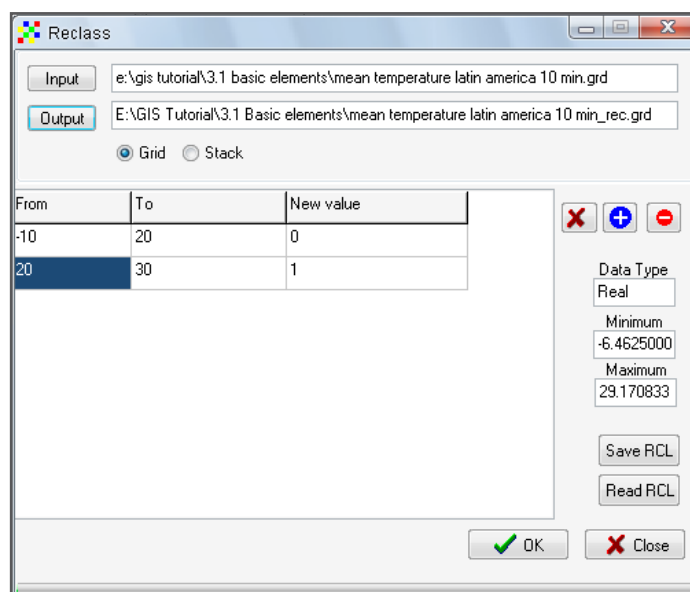 Reclass
Input e:\gis tutorial\3.1 basic elements\mean temperature latin america 10 min.grd
Output E:\GIS Tutorial\3.1 Basic elements\mean temperature latin america 10 min_rec.grd
Grid Stack
From To New value
-10 20 0
20 30 1
Data Type
Real
Minimum
-6.4625000
Maximum
29.170833
Save RCL
Read RCL
OK Close